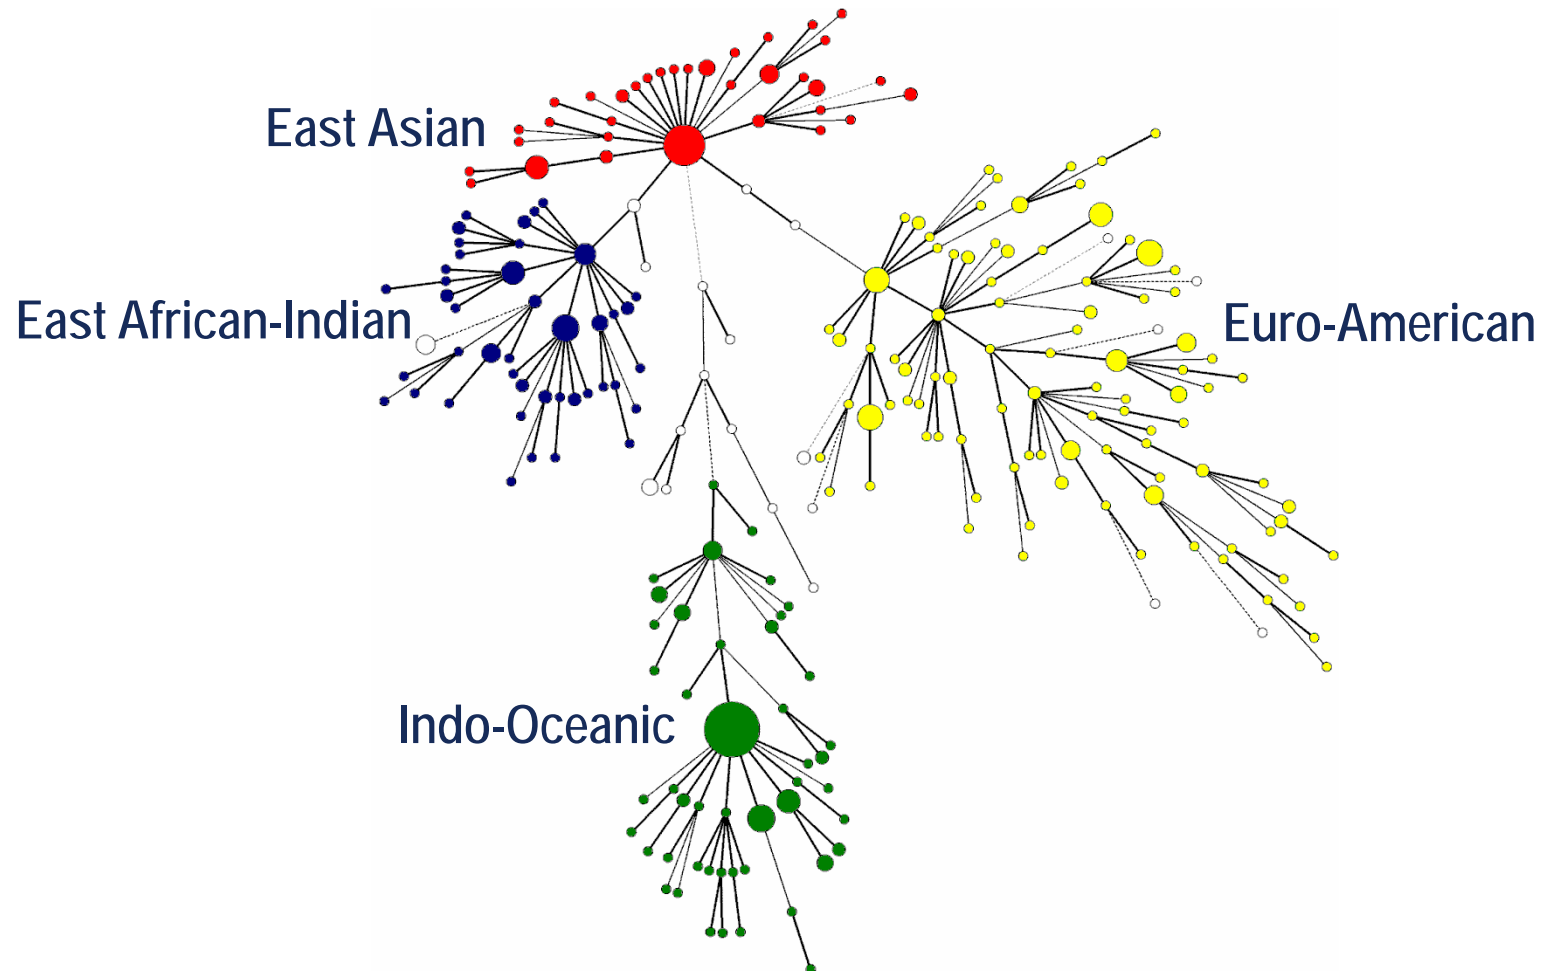 East Asian
East African-Indian
Euro-American
Indo-Oceanic